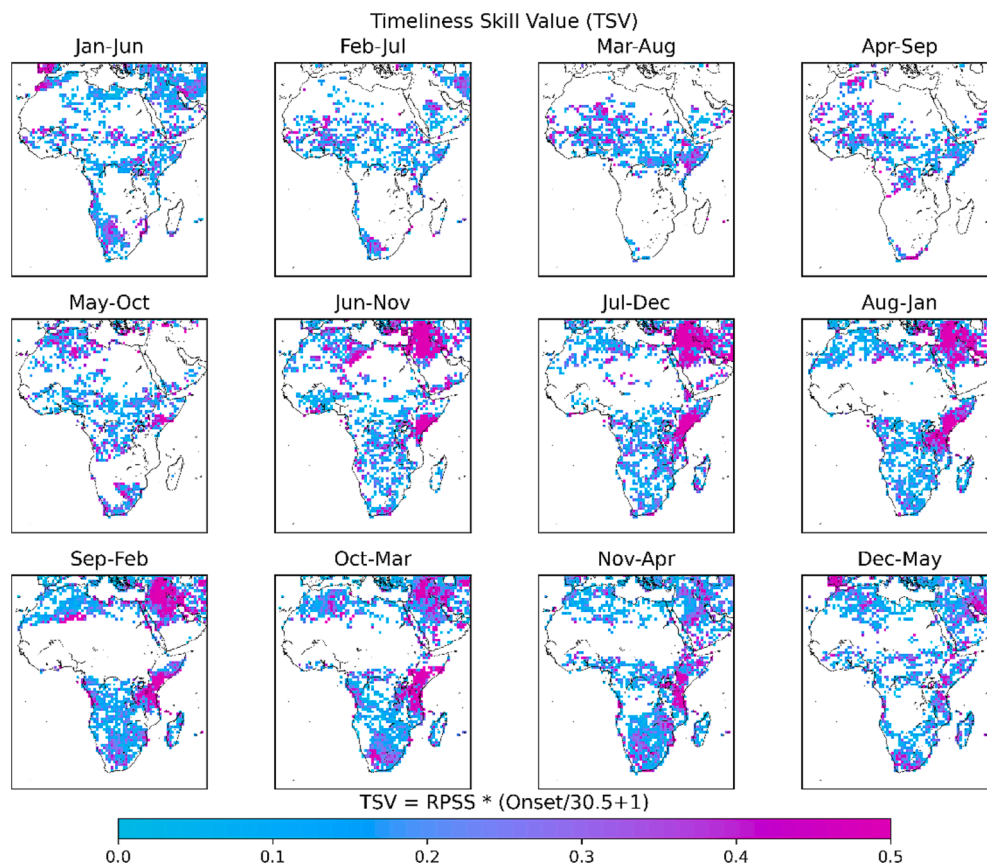 Timeliness Skill Value (TSV)
Jan-Jun Feb-Jul Mar-Aug Apr-Sep
May-Oct Jun-Nov Jul-Dec Aug-Jan
Sep-Feb Oct-Mar Nov-Apr Dec-May
TSV = RPSS * (Onset/30.5+1)
0.0 0.1 0.2 0.3 0.4 0.5